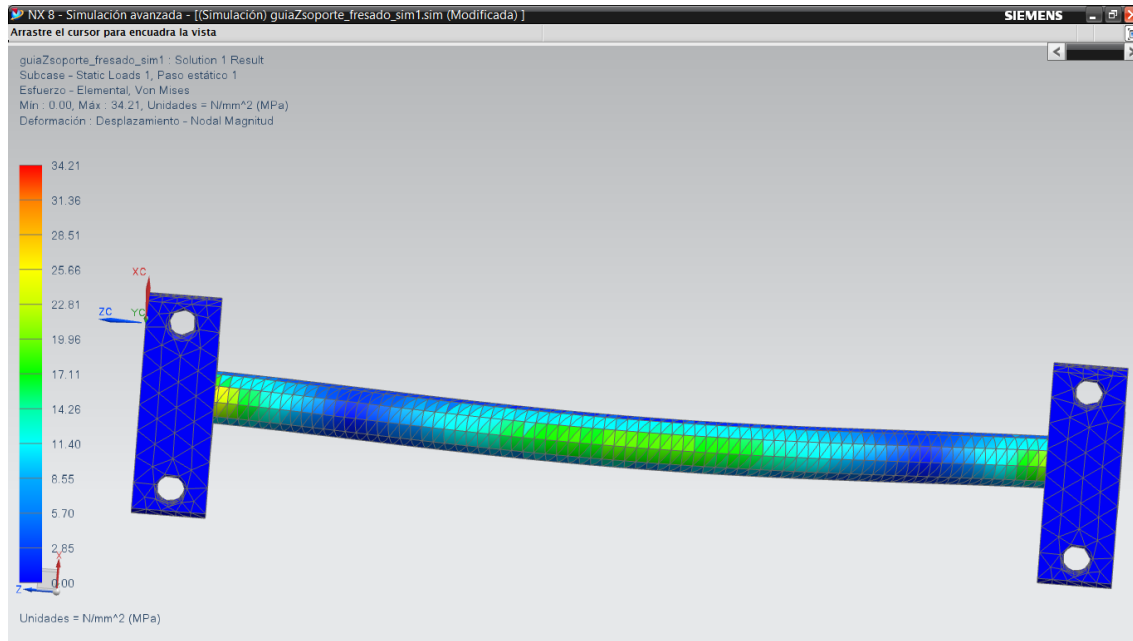 NX 8 - Simulación avanzada - [(Simulación) guiaZsoporte_fresado_sim1.sim (Modificada) ]
SIEMENS
Arrastre el cursor para encuadra la vista
guiaZsoporte_fresado_sim1 : Solution 1 Result
Subcase - Static Loads 1, Paso estático 1
Esfuerzo - Elemental, Von Mises
Mín : 0.00, Máx : 34.21, Unidades = N/mm^2 (MPa)
Deformación : Desplazamiento - Nodal Magnitud
34.21
31.36
28.51
25.66
22.81
19.96
17.11
14.26
11.40
8.55
5.70
2.85
0.00
XC
ZC
YC
X
Z
Unidades = N/mm^2 (MPa)